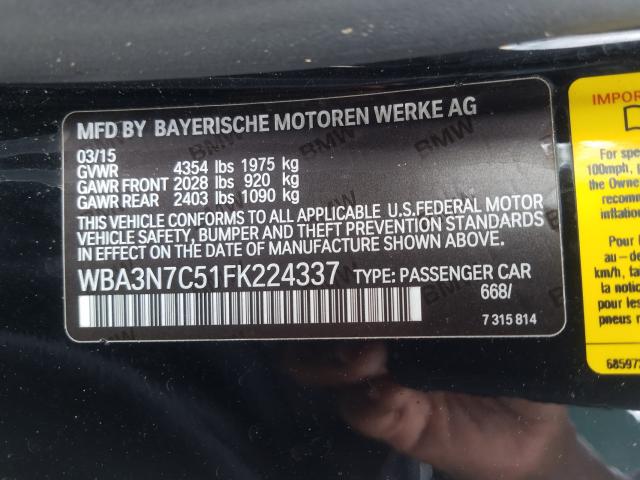 MFD BY BAYERISCHE MOTOREN WERKE AG
03/15
GVWR 4354 lbs 1975 kg
GAWR FRONT 2028 lbs 920 kg
GAWR REAR 2403 lbs 1090 kg
THIS VEHICLE CONFORMS TO ALL APPLICABLE U.S.FEDERAL MOTOR
VEHICLE SAFETY, BUMPER AND THEFT PREVENTION STANDARDS
IN EFFECT ON THE DATE OF MANUFACTURE SHOWN ABOVE.
WBA3N7C51FK224337 TYPE: PASSENGER CAR
668/
7 315 814
For spe
100mph,
the Owne
recomm
inflation
Pour
au-de
km/h, fa
la notice
pour les
pneus
68597